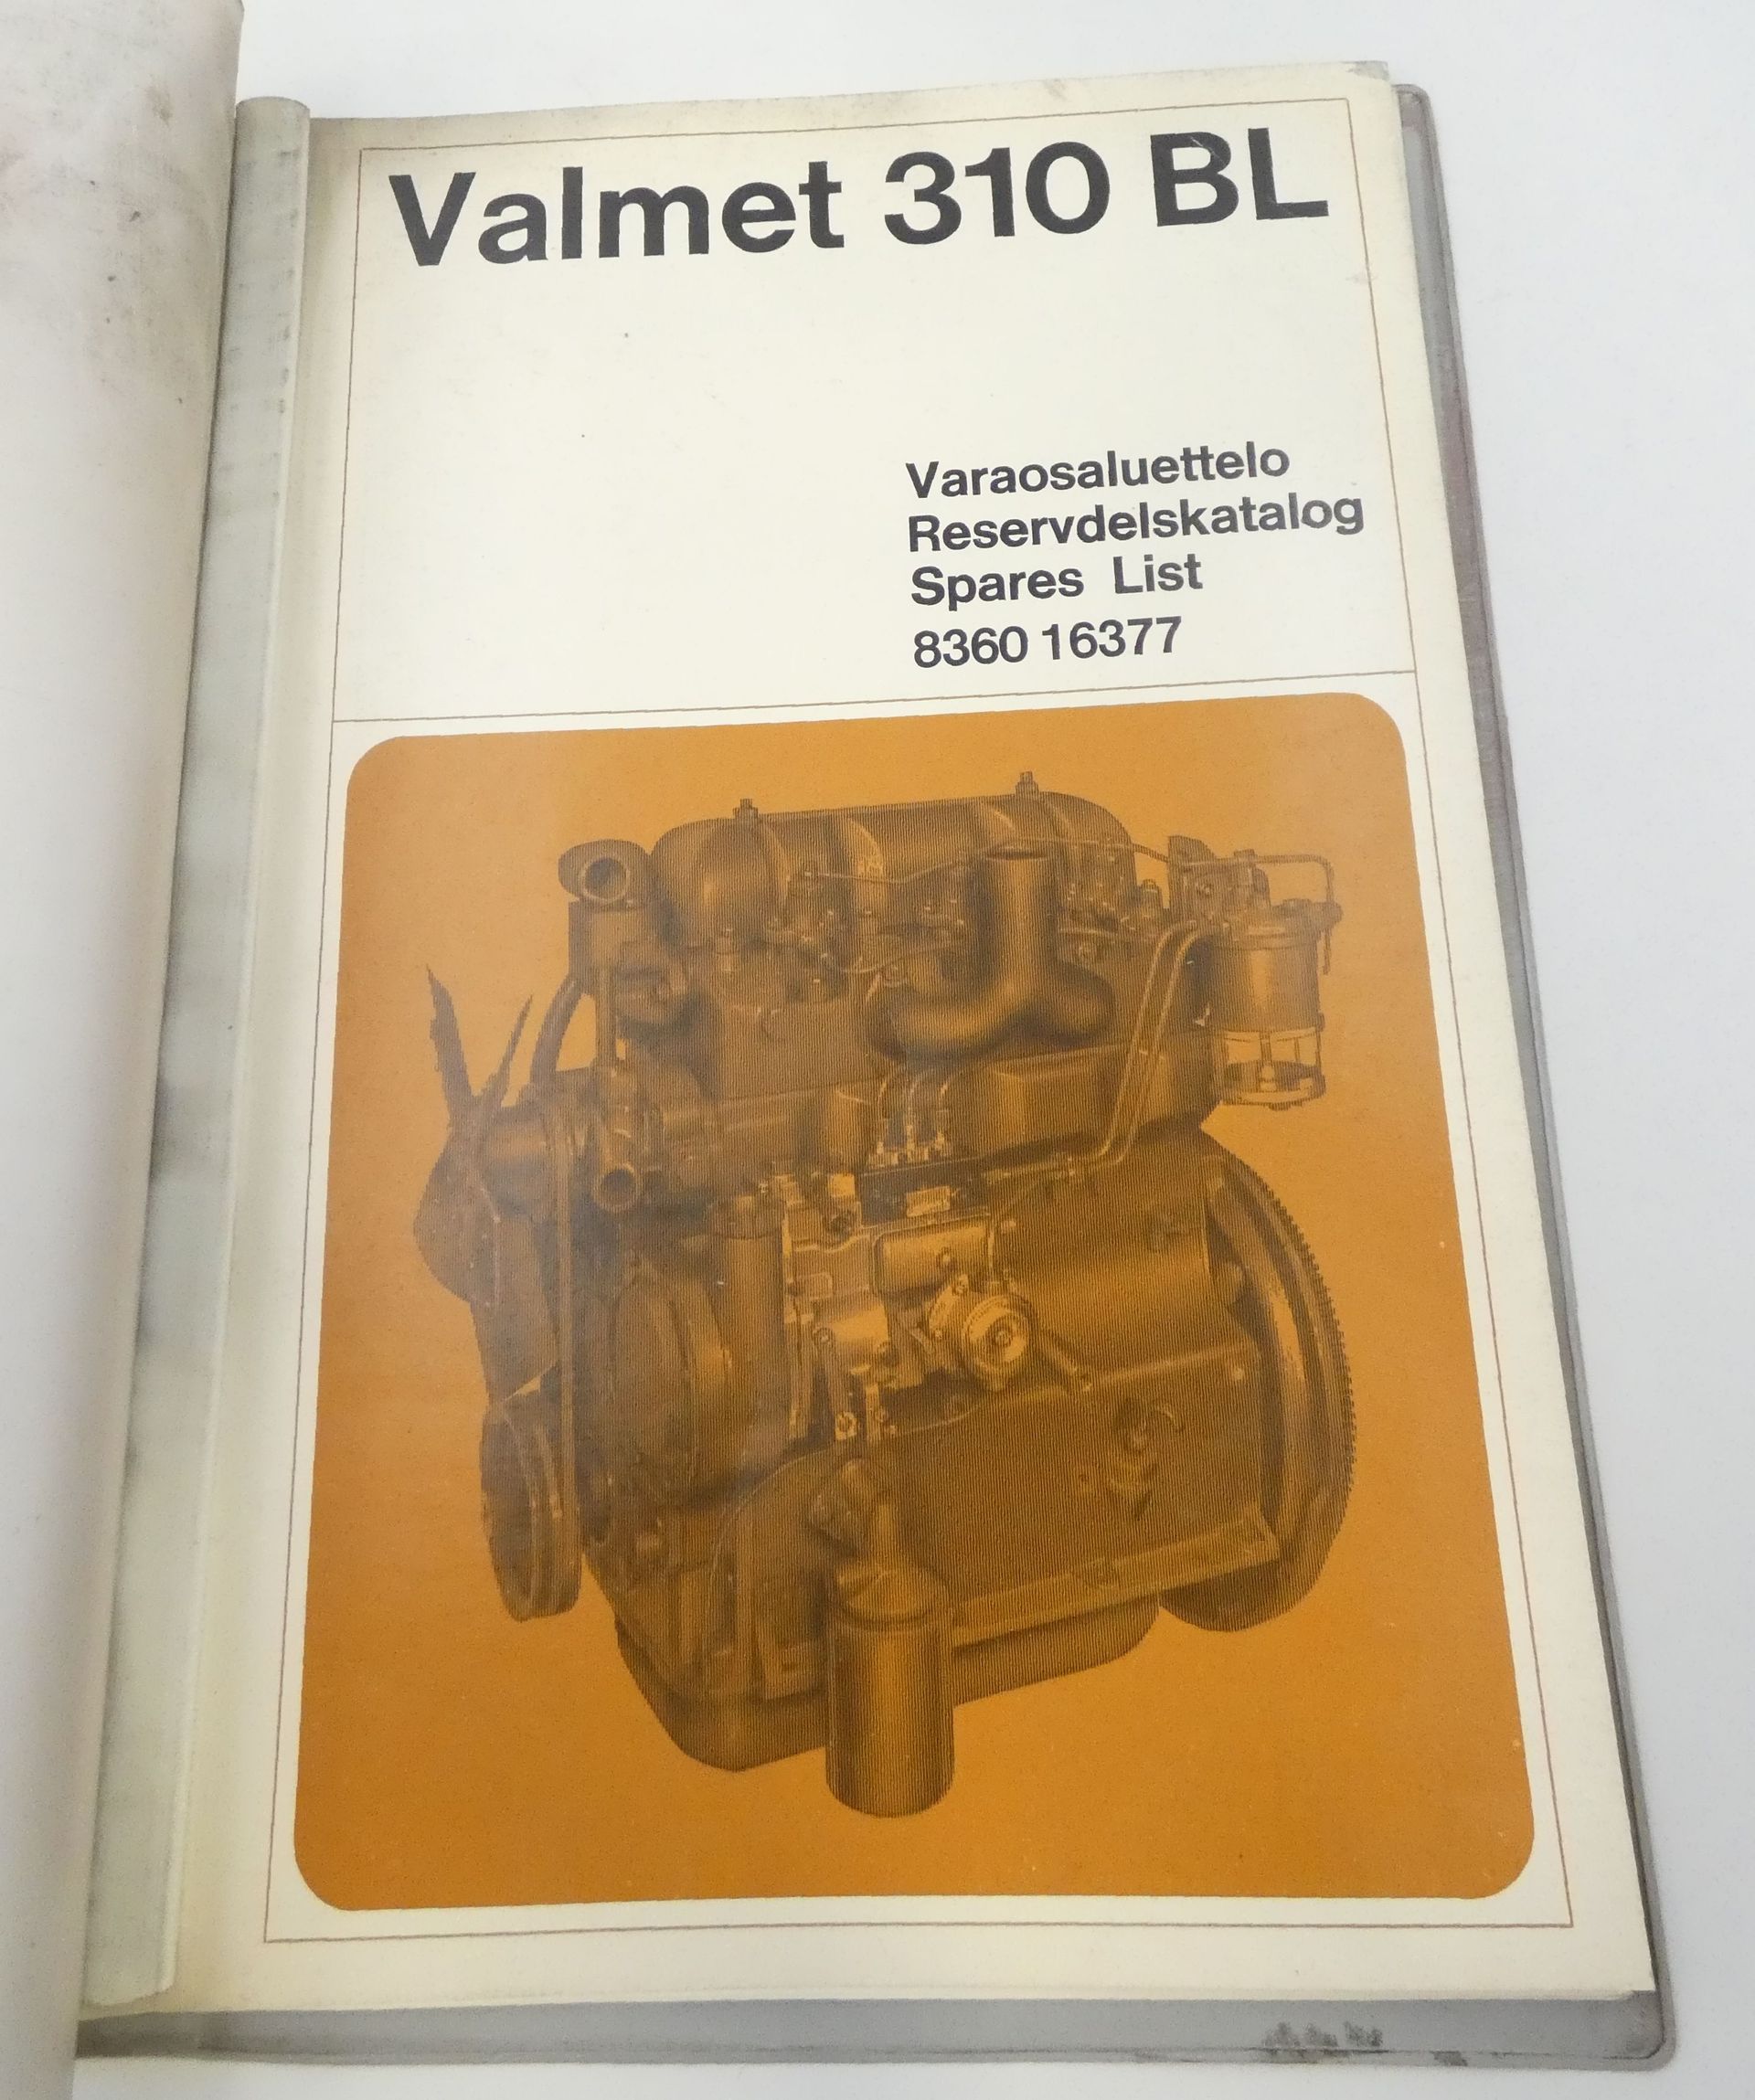 Valmet 310 BL
Varaosaluettelo
Reservdelskatalog
Spares List
8360 16377